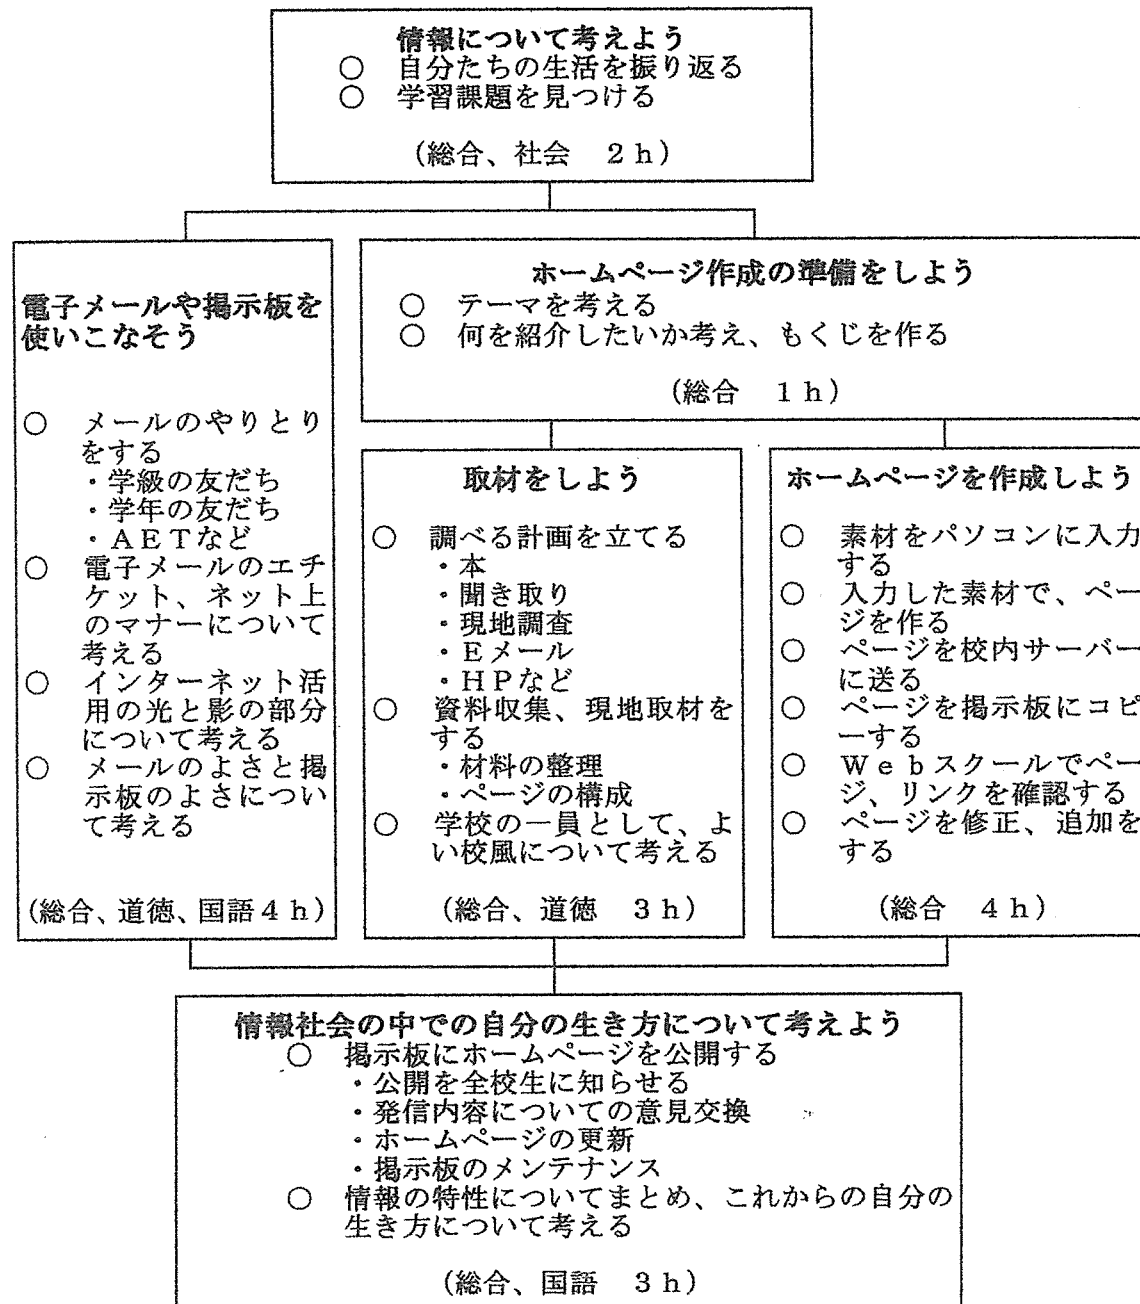 情報について考えよう
○ 自分たちの生活を振り返る
○ 学習課題を見つける
(総合、社会 2h)
電子メールや掲示板を
使いこなそう
○ メールのやりとり
をする
・学級の友だち
・学年の友だち
・AETなど
○ 電子メールのエチ
ケット、ネット上
のマナーについて
考える
○ インターネット活
用の光と影の部分
について考える
○ メールのよさと掲
示板のよさについ
て考える
(総合、道徳、国語4h)
ホームページ作成の準備をしよう
○ テーマを考える
○ 何を紹介したいか考え、もくじを作る
(総合 1h)
取材をしよう
○ 調べる計画を立てる
・本
・聞き取り
・現地調査
・Eメール
・HPなど
○ 資料収集、現地取材を
する
・材料の整理
・ページの構成
○ 学校の一員として、よ
い校風について考える
(総合、道徳 3h)
ホームページを作成しよう
○ 素材をパソコンに入力
する
○ 入力した素材で、ペー
ジを作る
○ ページを校内サーバー
に送る
○ ページを掲示板にコピ
ーする
○ Webスクールでペー
ジ、リンクを確認する
○ ページを修正、追加を
する
(総合 4h)
情報社会の中での自分の生き方について考えよう
○ 掲示板にホームページを公開する
・公開を全校生に知らせる
・発信内容についての意見交換
・ホームページの更新
・掲示板のメンテナンス
○ 情報の特性についてまとめ、これからの自分の
生き方について考える
(総合、国語 3h)